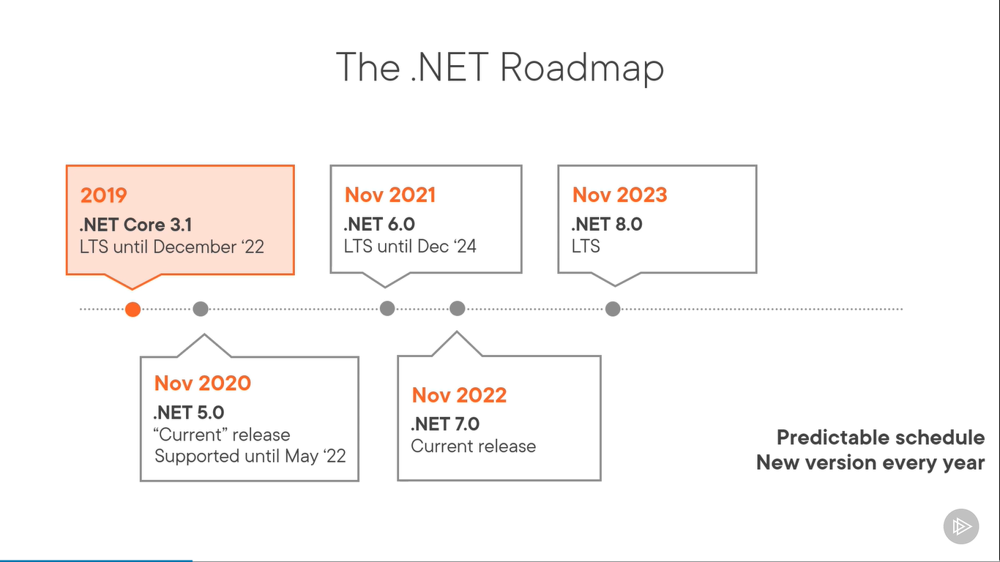 The .NET Roadmap
2019
.NET Core 3.1
LTS until December ‘22
Nov 2021
.NET 6.0
LTS until Dec ‘24
Nov 2023
.NET 8.0
LTS
Nov 2020
.NET 5.0
“Current” release
Supported until May ‘22
Nov 2022
.NET 7.0
Current release
Predictable schedule
New version every year